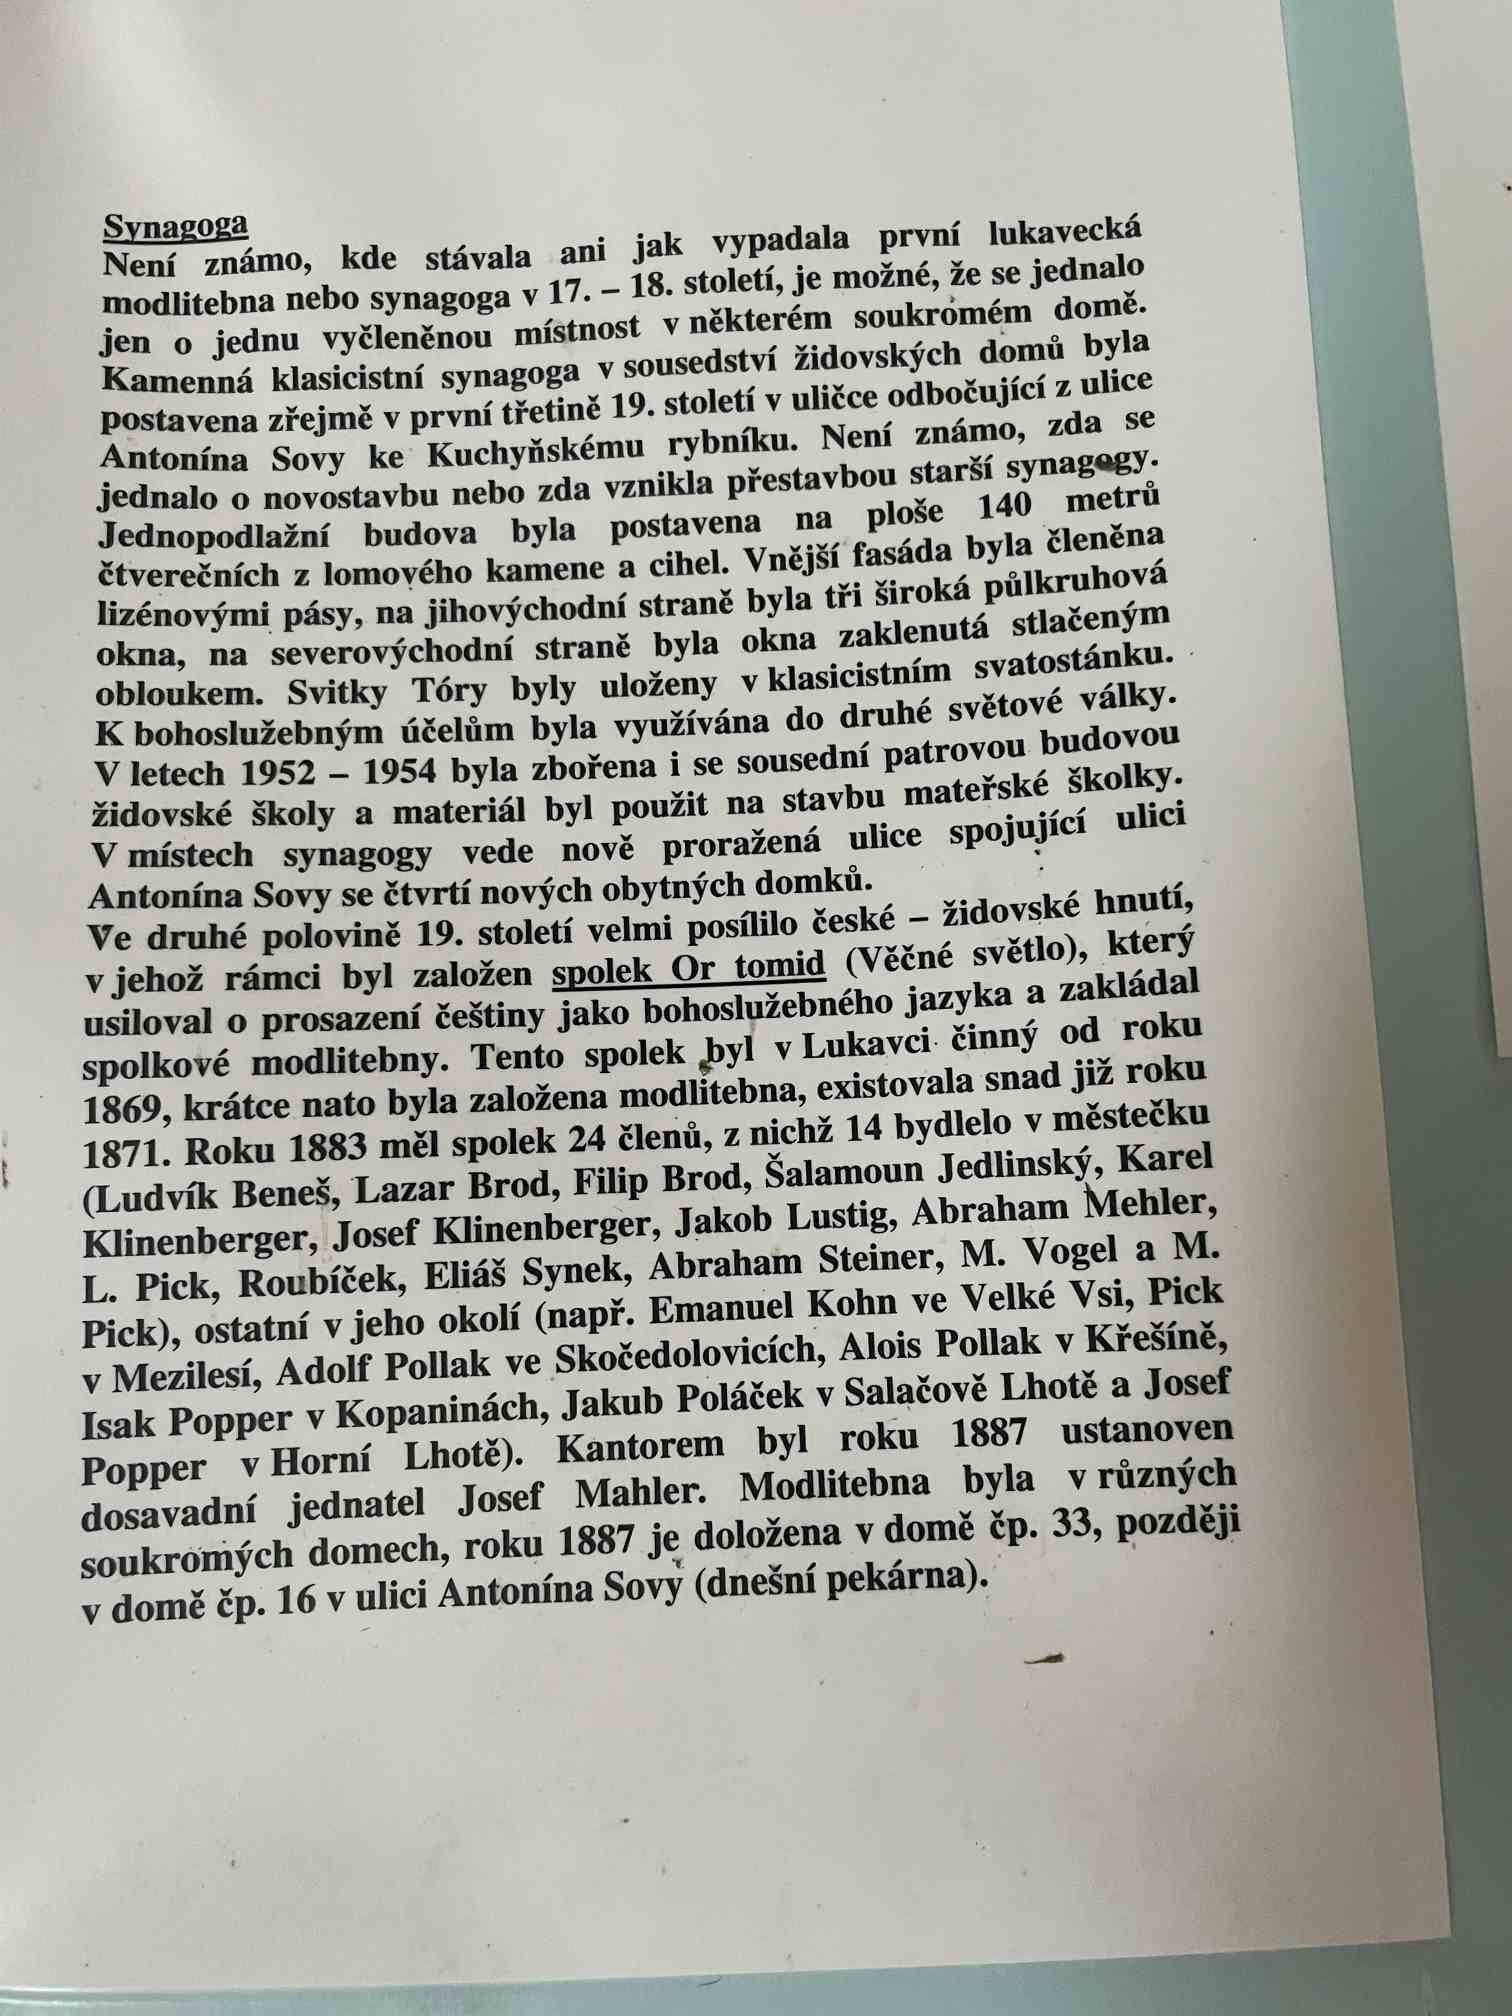 Synagoga
Není známo, kde stávala ani jak vypadala první lukavecká
modlitebna nebo synagoga v 17. – 18. století, je možné, že se jednalo
jen o jednu vyčleněnou místnost v některém soukromém domě.
Kamenná klasicistní synagoga v sousedství židovských domů byla
postavena zřejmě v první třetině 19. století v uličce odbočující z ulice
Antonína Sovy ke Kuchyňskému rybníku. Není známo, zda se
jednalo o novostavbu nebo zda vznikla přestavbou starší synagogy.
Jednopodlažní budova byla postavena na ploše 140 metrů
čtverečních z lomového kamene a cihel. Vnější fasáda byla členěna
lizénovými pásy, na jihovýchodní straně byla tři široká půlkruhová
okna, na severovýchodní straně byla okna zaklenutá stlačeným
obloukem. Svitky Tóry byly uloženy v klasicistním svatostánku.
K bohoslužebným účelům byla využívána do druhé světové války.
V letech 1952 – 1954 byla zbořena i se sousední patrovou budovou
židovské školy a materiál byl použit na stavbu mateřské školky.
V místech synagogy vede nově proražená ulice spojující ulici
Antonína Sovy se čtvrtí nových obytných domků.
Ve druhé polovině 19. století velmi posílilo české – židovské hnutí,
v jehož rámci byl založen spolek Or tomid (Věčné světlo), který
usiloval o prosazení češtiny jako bohoslužebného jazyka a zakládal
spolkové modlitebny. Tento spolek byl v Lukavci činný od roku
1869, krátce nato byla založena modlitebna, existovala snad již roku
1871. Roku 1883 měl spolek 24 členů, z nichž 14 bydlelo v městečku
(Ludvík Beneš, Lazar Brod, Filip Brod, Šalamoun Jedlinský, Karel
Klinenberger, Josef Klinenberger, Jakob Lustig, Abraham Mehler,
L. Pick, Roubíček, Eliáš Synek, Abraham Steiner, M. Vogel a M.
Pick), ostatní v jeho okolí (např. Emanuel Kohn ve Velké Vsi, Pick
v Mezilesí, Adolf Pollak ve Skočedolovicích, Alois Pollak v Křešíně,
Isak Popper v Kopaninách, Jakub Poláček v Salačově Lhotě a Josef
Popper v Horní Lhotě). Kantorem byl roku 1887 ustanoven
dosavadní jednatel Josef Mahler. Modlitebna byla v různých
soukromých domech, roku 1887 je doložena v domě čp. 33, později
v domě čp. 16 v ulici Antonína Sovy (dnešní pekárna).